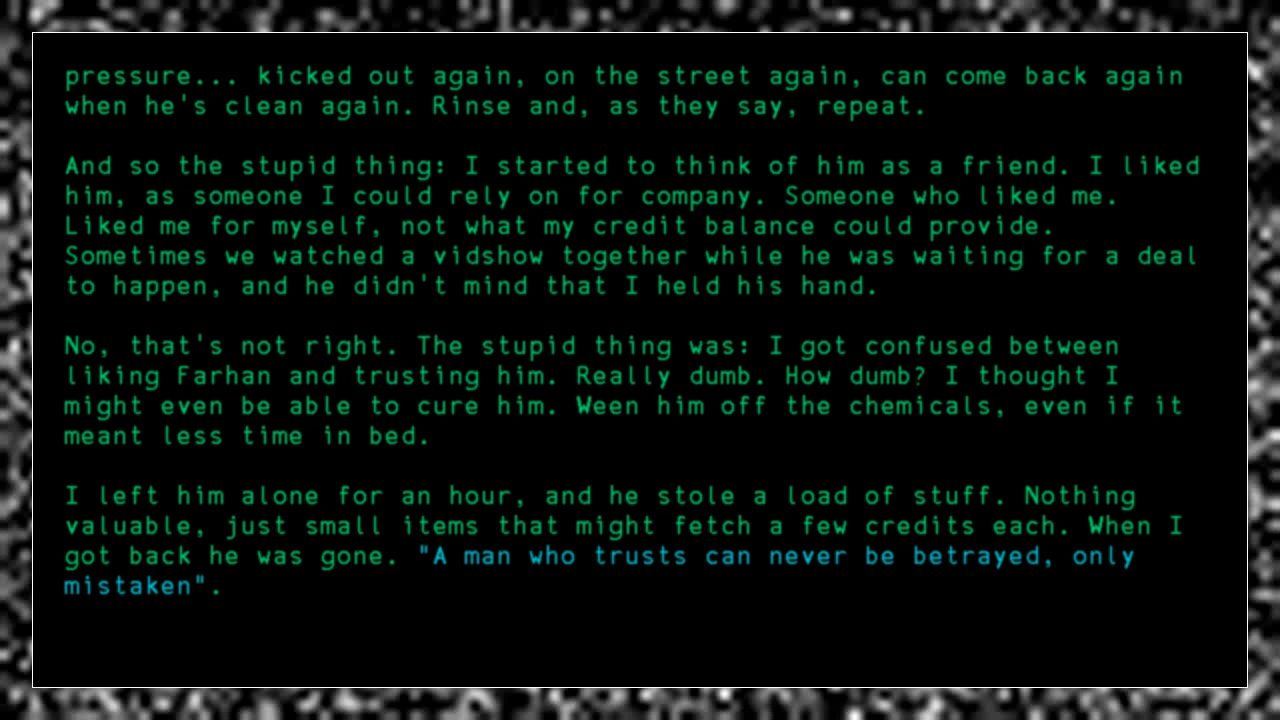 pressure... kicked out again, on the street again, can come back again
when he's clean again. Rinse and, as they say, repeat.
And so the stupid thing: I started to think of him as a friend. I liked
him, as someone I could rely on for company. Someone who liked me.
Liked me for myself, not what my credit balance could provide.
Sometimes we watched a vidshow together while he was waiting for a deal
to happen, and he didn't mind that I held his hand.
No, that's not right. The stupid thing was: I got confused between
liking Farhan and trusting him. Really dumb. How dumb? I thought I
might even be able to cure him. Ween him off the chemicals, even if it
meant less time in bed.
I left him alone for an hour, and he stole a load of stuff. Nothing
valuable, just small items that might fetch a few credits each. When I
got back he was gone. "A man who trusts can never be betrayed, only
mistaken".